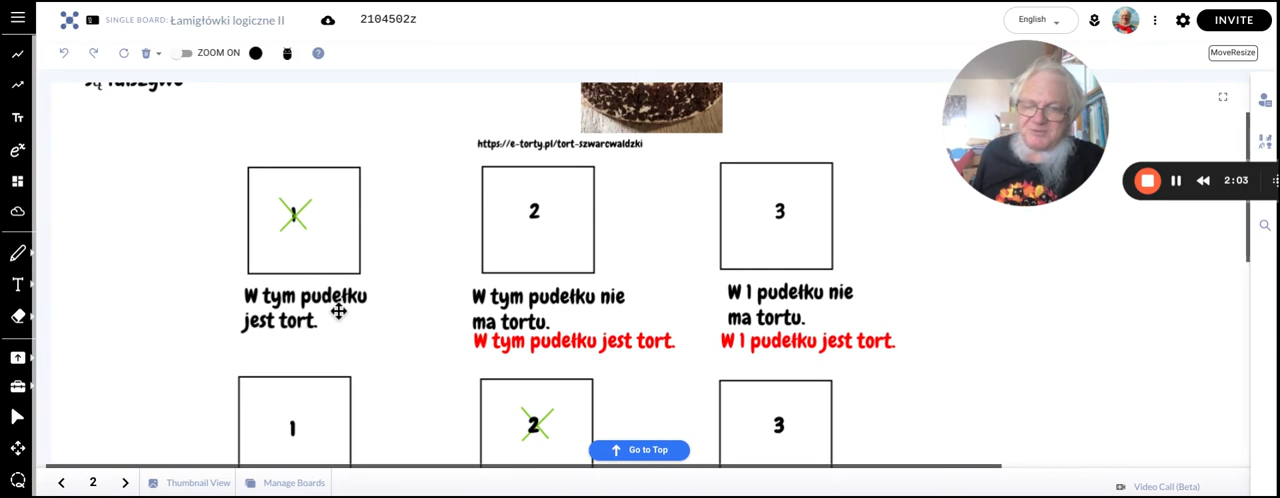 SINGLE BOARD: Łamigłówki logiczne II
2104502z
English
INVITE
ZOOM ON
MoveResize
są fałszywe
https://e-torty.pl/tort-szwarcwaldzki
2:03
1
2
3
W tym pudełku
jest tort.
W tym pudełku nie
ma tortu.
W tym pudełku jest tort.
W 1 pudełku nie
ma tortu.
W 1 pudełku jest tort.
1
2
3
Go to Top
2
Thumbnail View
Manage Boards
Video Call (Beta)